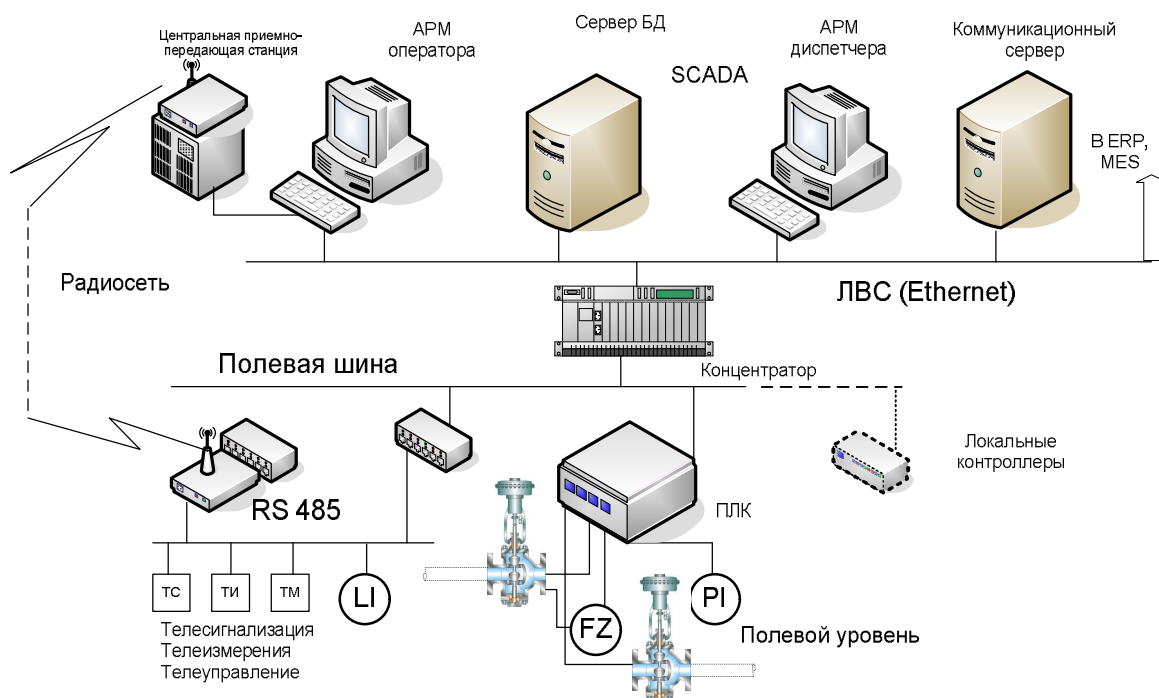 Центральная приемно-
передающая станция
АРМ
оператора
Сервер БД
SCADA
АРМ
диспетчера
Коммуникационный
сервер
В ERP,
MES
Радиосеть
ЛВС (Ethernet)
Полевая шина
Концентратор
Локальные
контроллеры
RS 485
ПЛК
ТС
ТИ
ТМ
LI
FZ
PI
Телесигнализация
Телеизмерения
Телеуправление
Полевой уровень